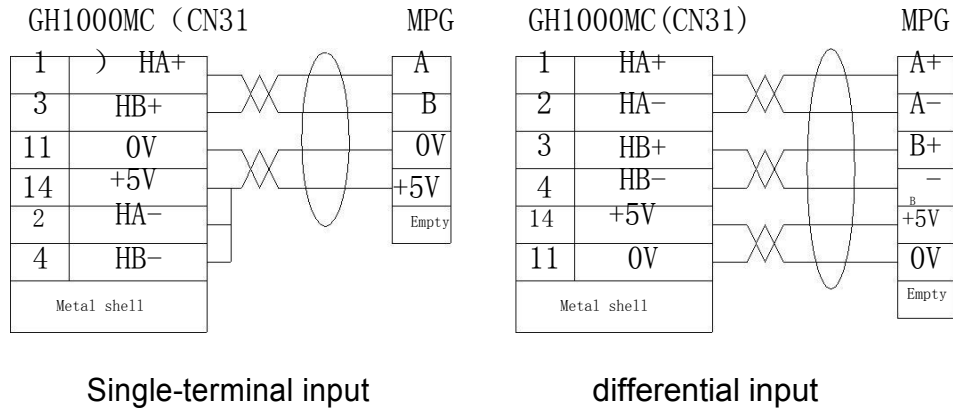 GH1000MC（CN31
） MPG
1 HA+ A
3 HB+ B
11 0V 0V
14 +5V +5V
2 HA− Empty
4 HB−
Metal shell
Single-terminal input
GH1000MC(CN31) MPG
1 HA+ A+
2 HA− A−
3 HB+ B+
4 HB− −
B
14 +5V +5V
11 0V 0V
Metal shell Empty
differential input